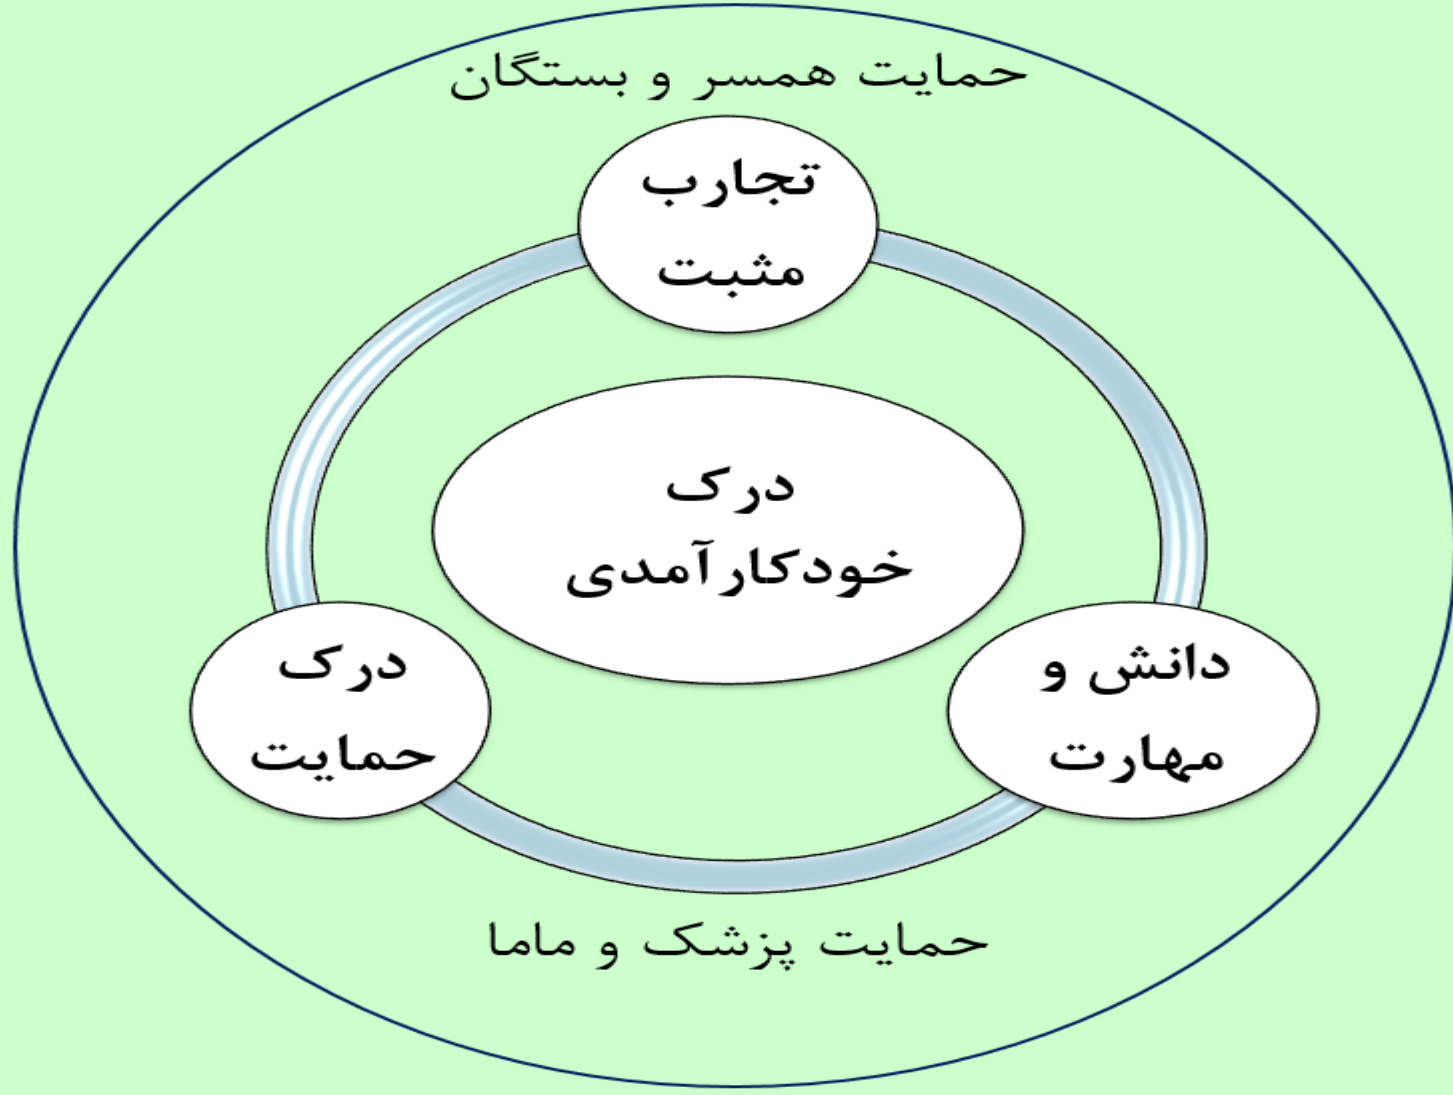 حمایت همسر و بستگان
تجارب
مثبت
درک
خودکارآمدی
دانش و
مهارت
درک
حمایت
حمایت پزشک و ماما